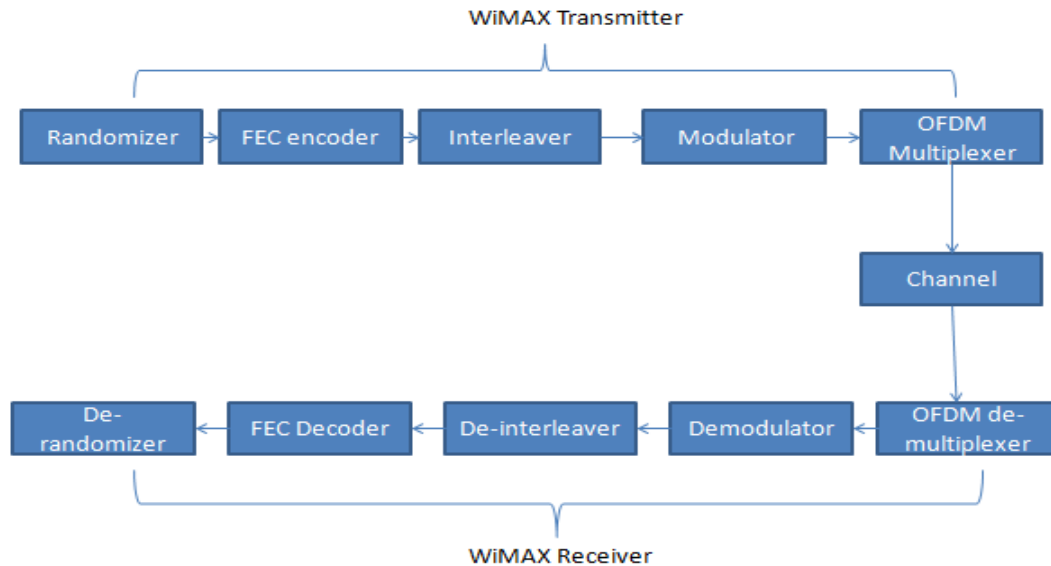 WiMAX Transmitter
Randomizer
FEC encoder
Interleaver
Modulator
OFDM
Multiplexer
Channel
De-
randomizer
FEC Decoder
De-interleaver
Demodulator
OFDM de-
multiplexer
WiMAX Receiver